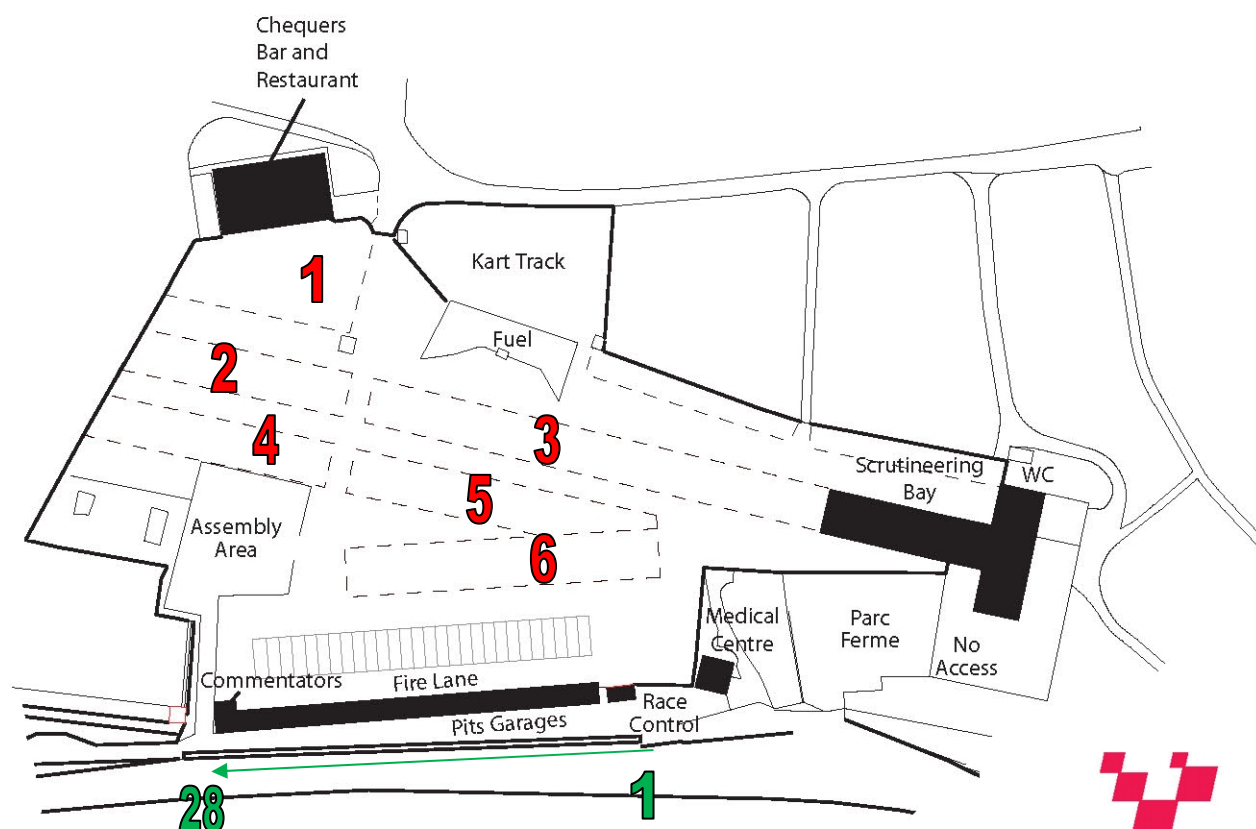 Chequers
Bar and
Restaurant
Kart Track
1
Fuel
2
3
4
Scrutineering
Bay
WC
5
Assembly
Area
6
Medical
Centre
Parc
Ferme
No
Access
Commentators
Fire Lane
Pits Garages
Race
Control
28
1